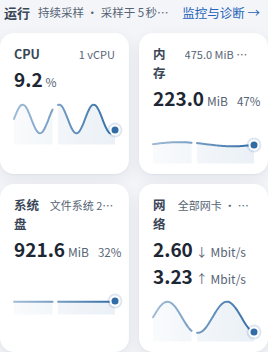 运行 持续采样 · 采样于 5 秒… 监控与诊断 →
CPU 1 vCPU
9.2 %
内存 475.0 MiB …
223.0 MiB 47%
系统盘 文件系统 2…
921.6 MiB 32%
网络 全部网卡 · …
2.60 ↓ Mbit/s
3.23 ↑ Mbit/s